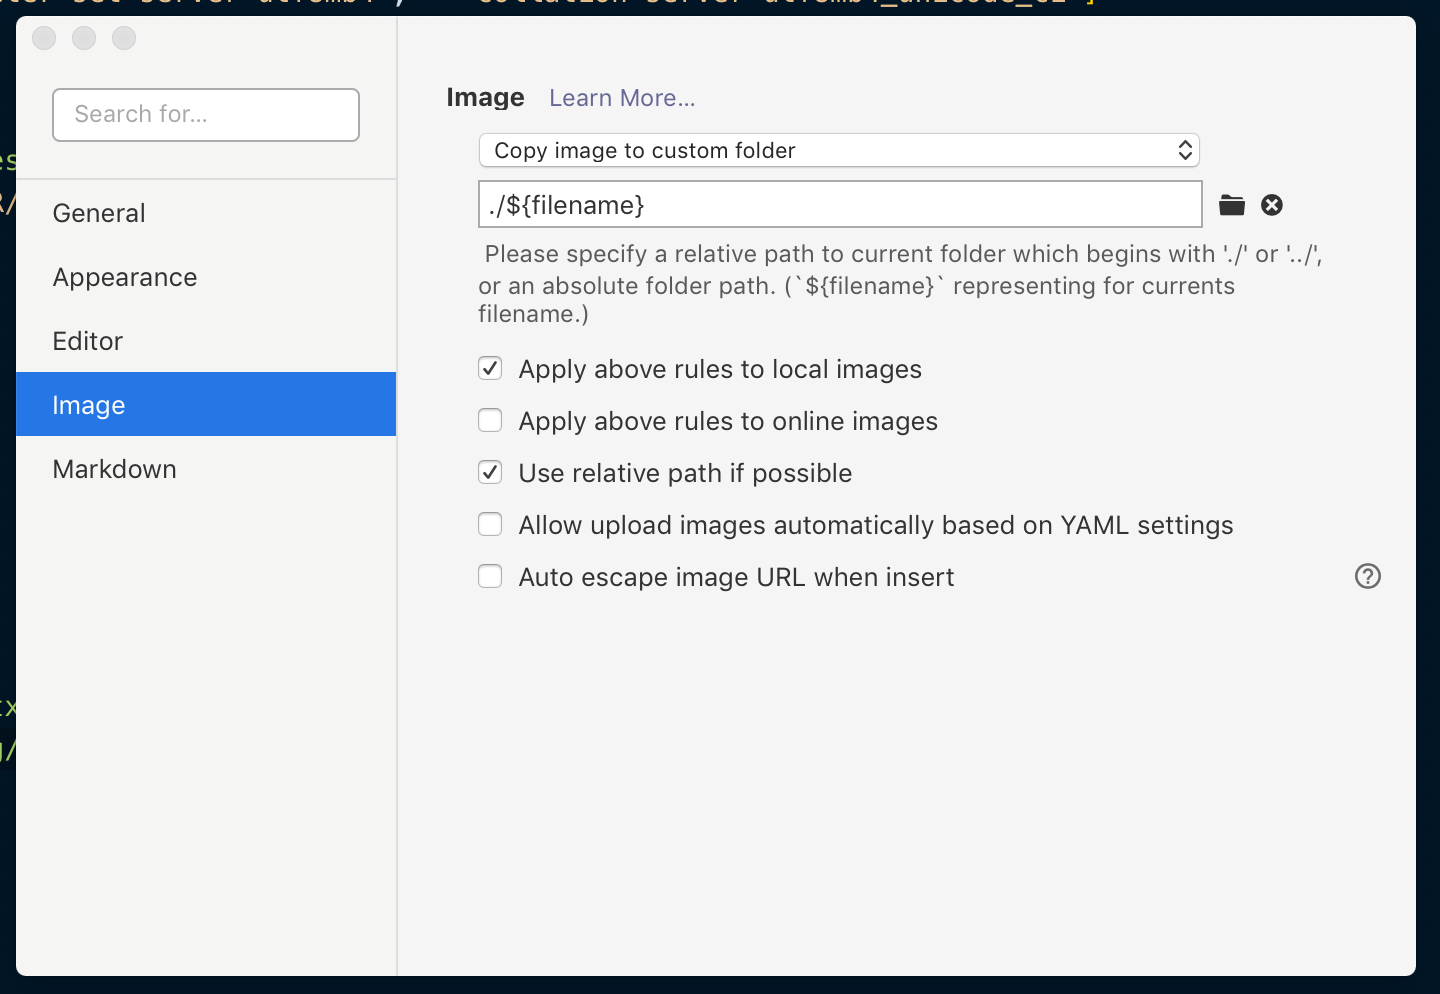 Search for...
General
Appearance
Editor
Image
Markdown
Image Learn More...
Copy image to custom folder
./${filename}
Please specify a relative path to current folder which begins with './' or '../',
or an absolute folder path. (`${filename}` representing for currents
filename.)
Apply above rules to local images
Apply above rules to online images
Use relative path if possible
Allow upload images automatically based on YAML settings
Auto escape image URL when insert